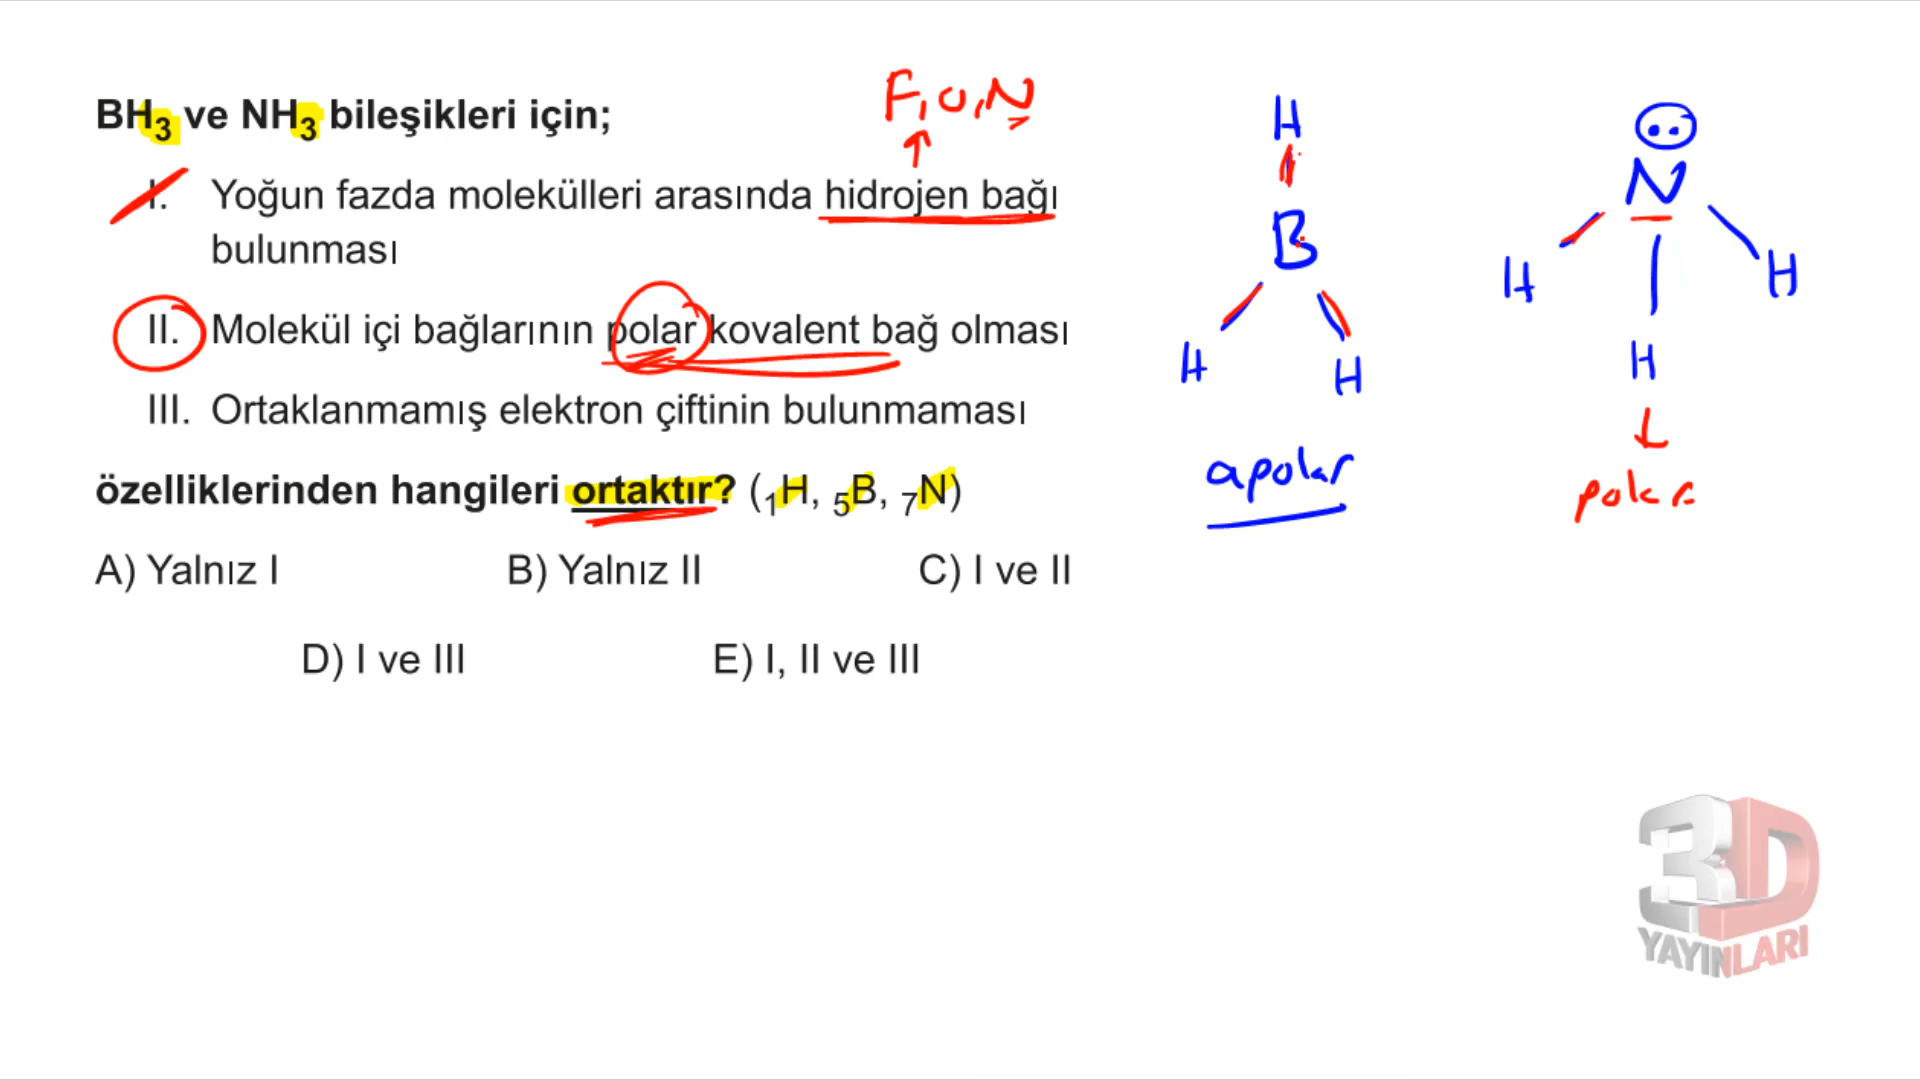 BH3 ve NH3 bileşikleri için;
F, O, N
I. Yoğun fazda molekülleri arasında hidrojen bağı
bulunması
II. Molekül içi bağlarının polar kovalent bağ olması
III. Ortaklanmamış elektron çiftinin bulunmaması
özelliklerinden hangileri ortaktır? (1H, 5B, 7N)
A) Yalnız I B) Yalnız II C) I ve II
D) I ve III E) I, II ve III
H
B
H H
apolar
N
H H
H
polar
3D
YAYINLARI